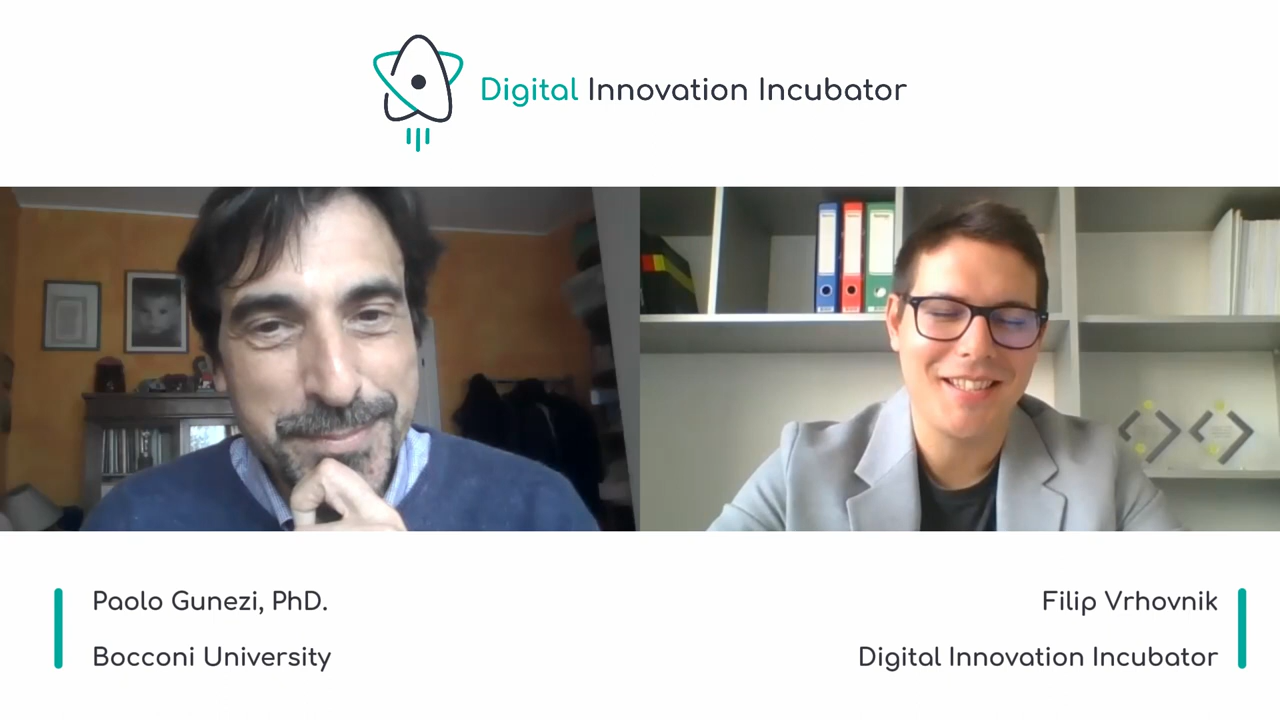 Digital Innovation Incubator
Paolo Gunezi, PhD.
Bocconi University
Filip Vrhovnik
Digital Innovation Incubator